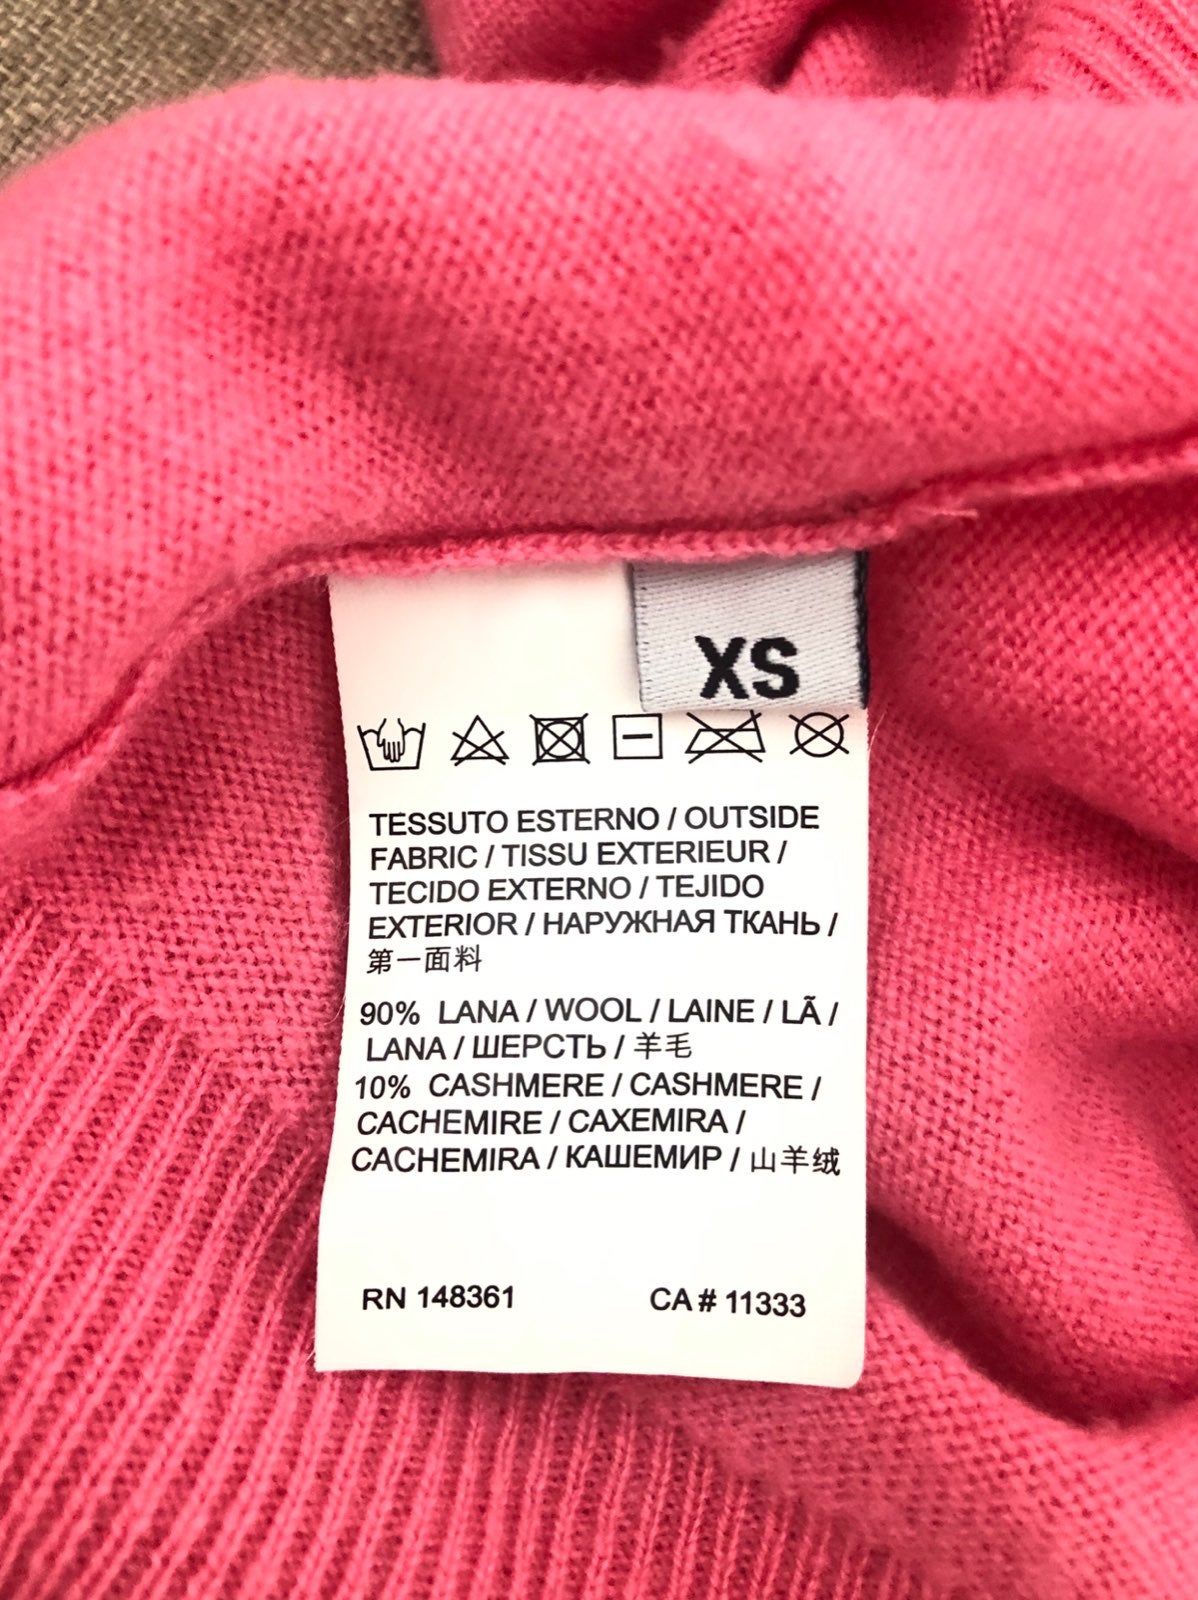 XS
TESSUTO ESTERNO / OUTSIDE
FABRIC / TISSU EXTERIEUR /
TECIDO EXTERNO / TEJIDO
EXTERIOR / НАРУЖНАЯ ТКАНЬ /
第一面料
90% LANA / WOOL / LAINE / LÃ /
LANA / ШЕРСТЬ / 羊毛
10% CASHMERE / CASHMERE /
CACHEMIRE / CAXEMIRA /
CACHEMIRA / КАШЕМИР / 山羊绒
RN 148361 CA # 11333